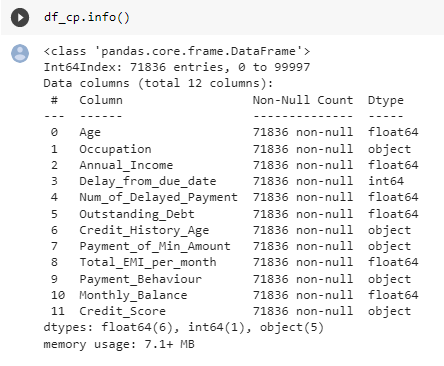 df_cp.info()
<class 'pandas.core.frame.DataFrame'>
Int64Index: 71836 entries, 0 to 99997
Data columns (total 12 columns):
 #   Column                  Non-Null Count  Dtype
---  ------                  --------------  -----
 0   Age                     71836 non-null  float64
 1   Occupation              71836 non-null  object
 2   Annual_Income           71836 non-null  float64
 3   Delay_from_due_date     71836 non-null  int64
 4   Num_of_Delayed_Payment  71836 non-null  float64
 5   Outstanding_Debt        71836 non-null  float64
 6   Credit_History_Age      71836 non-null  object
 7   Payment_of_Min_Amount   71836 non-null  object
 8   Total_EMI_per_month     71836 non-null  float64
 9   Payment_Behaviour       71836 non-null  object
 10  Monthly_Balance         71836 non-null  float64
 11  Credit_Score            71836 non-null  object
dtypes: float64(6), int64(1), object(5)
memory usage: 7.1+ MB